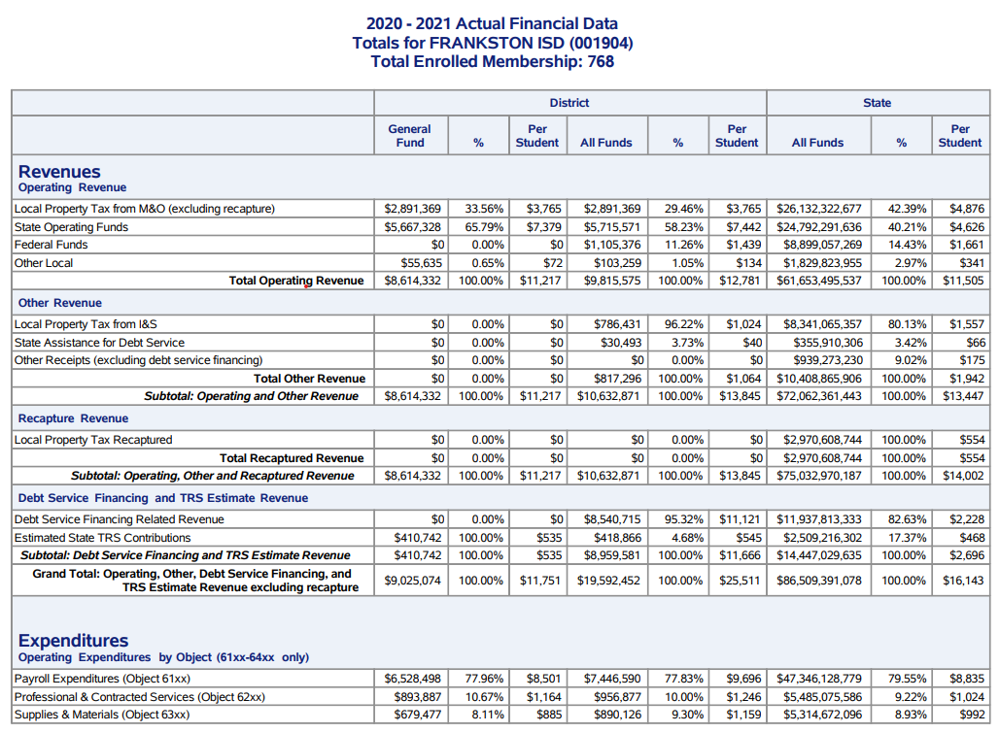 2020 - 2021 Actual Financial Data
Totals for FRANKSTON ISD (001904)
Total Enrolled Membership: 768
District State
General Fund % Per Student All Funds % Per Student All Funds % Per Student
Revenues
Operating Revenue
Local Property Tax from M&O (excluding recapture) $2,891,369 33.56% $3,765 $2,891,369 29.46% $3,765 $26,132,322,677 42.39% $4,876
State Operating Funds $5,667,328 65.79% $7,379 $5,715,571 58.23% $7,442 $24,792,291,636 40.21% $4,626
Federal Funds $0 0.00% $0 $1,105,376 11.26% $1,439 $8,899,057,269 14.43% $1,661
Other Local $55,635 0.65% $72 $103,259 1.05% $134 $1,829,823,955 2.97% $341
Total Operating Revenue $8,614,332 100.00% $11,217 $9,815,575 100.00% $12,781 $61,653,495,537 100.00% $11,505
Other Revenue
Local Property Tax from I&S $0 0.00% $0 $786,431 96.22% $1,024 $8,341,065,357 80.13% $1,557
State Assistance for Debt Service $0 0.00% $0 $30,493 3.73% $40 $355,910,306 3.42% $66
Other Receipts (excluding debt service financing) $0 0.00% $0 $0 0.00% $0 $939,273,230 9.02% $175
Total Other Revenue $0 0.00% $0 $817,296 100.00% $1,064 $10,408,865,906 100.00% $1,942
Subtotal: Operating and Other Revenue $8,614,332 100.00% $11,217 $10,632,871 100.00% $13,845 $72,062,361,443 100.00% $13,447
Recapture Revenue
Local Property Tax Recaptured $0 0.00% $0 $0 0.00% $0 $2,970,608,744 100.00% $554
Total Recaptured Revenue $0 0.00% $0 $0 0.00% $0 $2,970,608,744 100.00% $554
Subtotal: Operating, Other and Recaptured Revenue $8,614,332 100.00% $11,217 $10,632,871 100.00% $13,845 $75,032,970,187 100.00% $14,002
Debt Service Financing and TRS Estimate Revenue
Debt Service Financing Related Revenue $0 0.00% $0 $8,540,715 95.32% $11,121 $11,937,813,333 82.63% $2,228
Estimated State TRS Contributions $410,742 100.00% $535 $418,866 4.68% $545 $2,509,216,302 17.37% $468
Subtotal: Debt Service Financing and TRS Estimate Revenue $410,742 100.00% $535 $8,959,581 100.00% $11,666 $14,447,029,635 100.00% $2,696
Grand Total: Operating, Other, Debt Service Financing, and
TRS Estimate Revenue excluding recapture $9,025,074 100.00% $11,751 $19,592,452 100.00% $25,511 $86,509,391,078 100.00% $16,143
Expenditures
Operating Expenditures by Object (61xx-64xx only)
Payroll Expenditures (Object 61xx) $6,528,498 77.96% $8,501 $7,446,590 77.83% $9,696 $47,346,128,779 79.55% $8,835
Professional & Contracted Services (Object 62xx) $893,887 10.67% $1,164 $956,877 10.00% $1,246 $5,485,075,586 9.22% $1,024
Supplies & Materials (Object 63xx) $679,477 8.11% $885 $890,126 9.30% $1,159 $5,314,672,096 8.93% $992